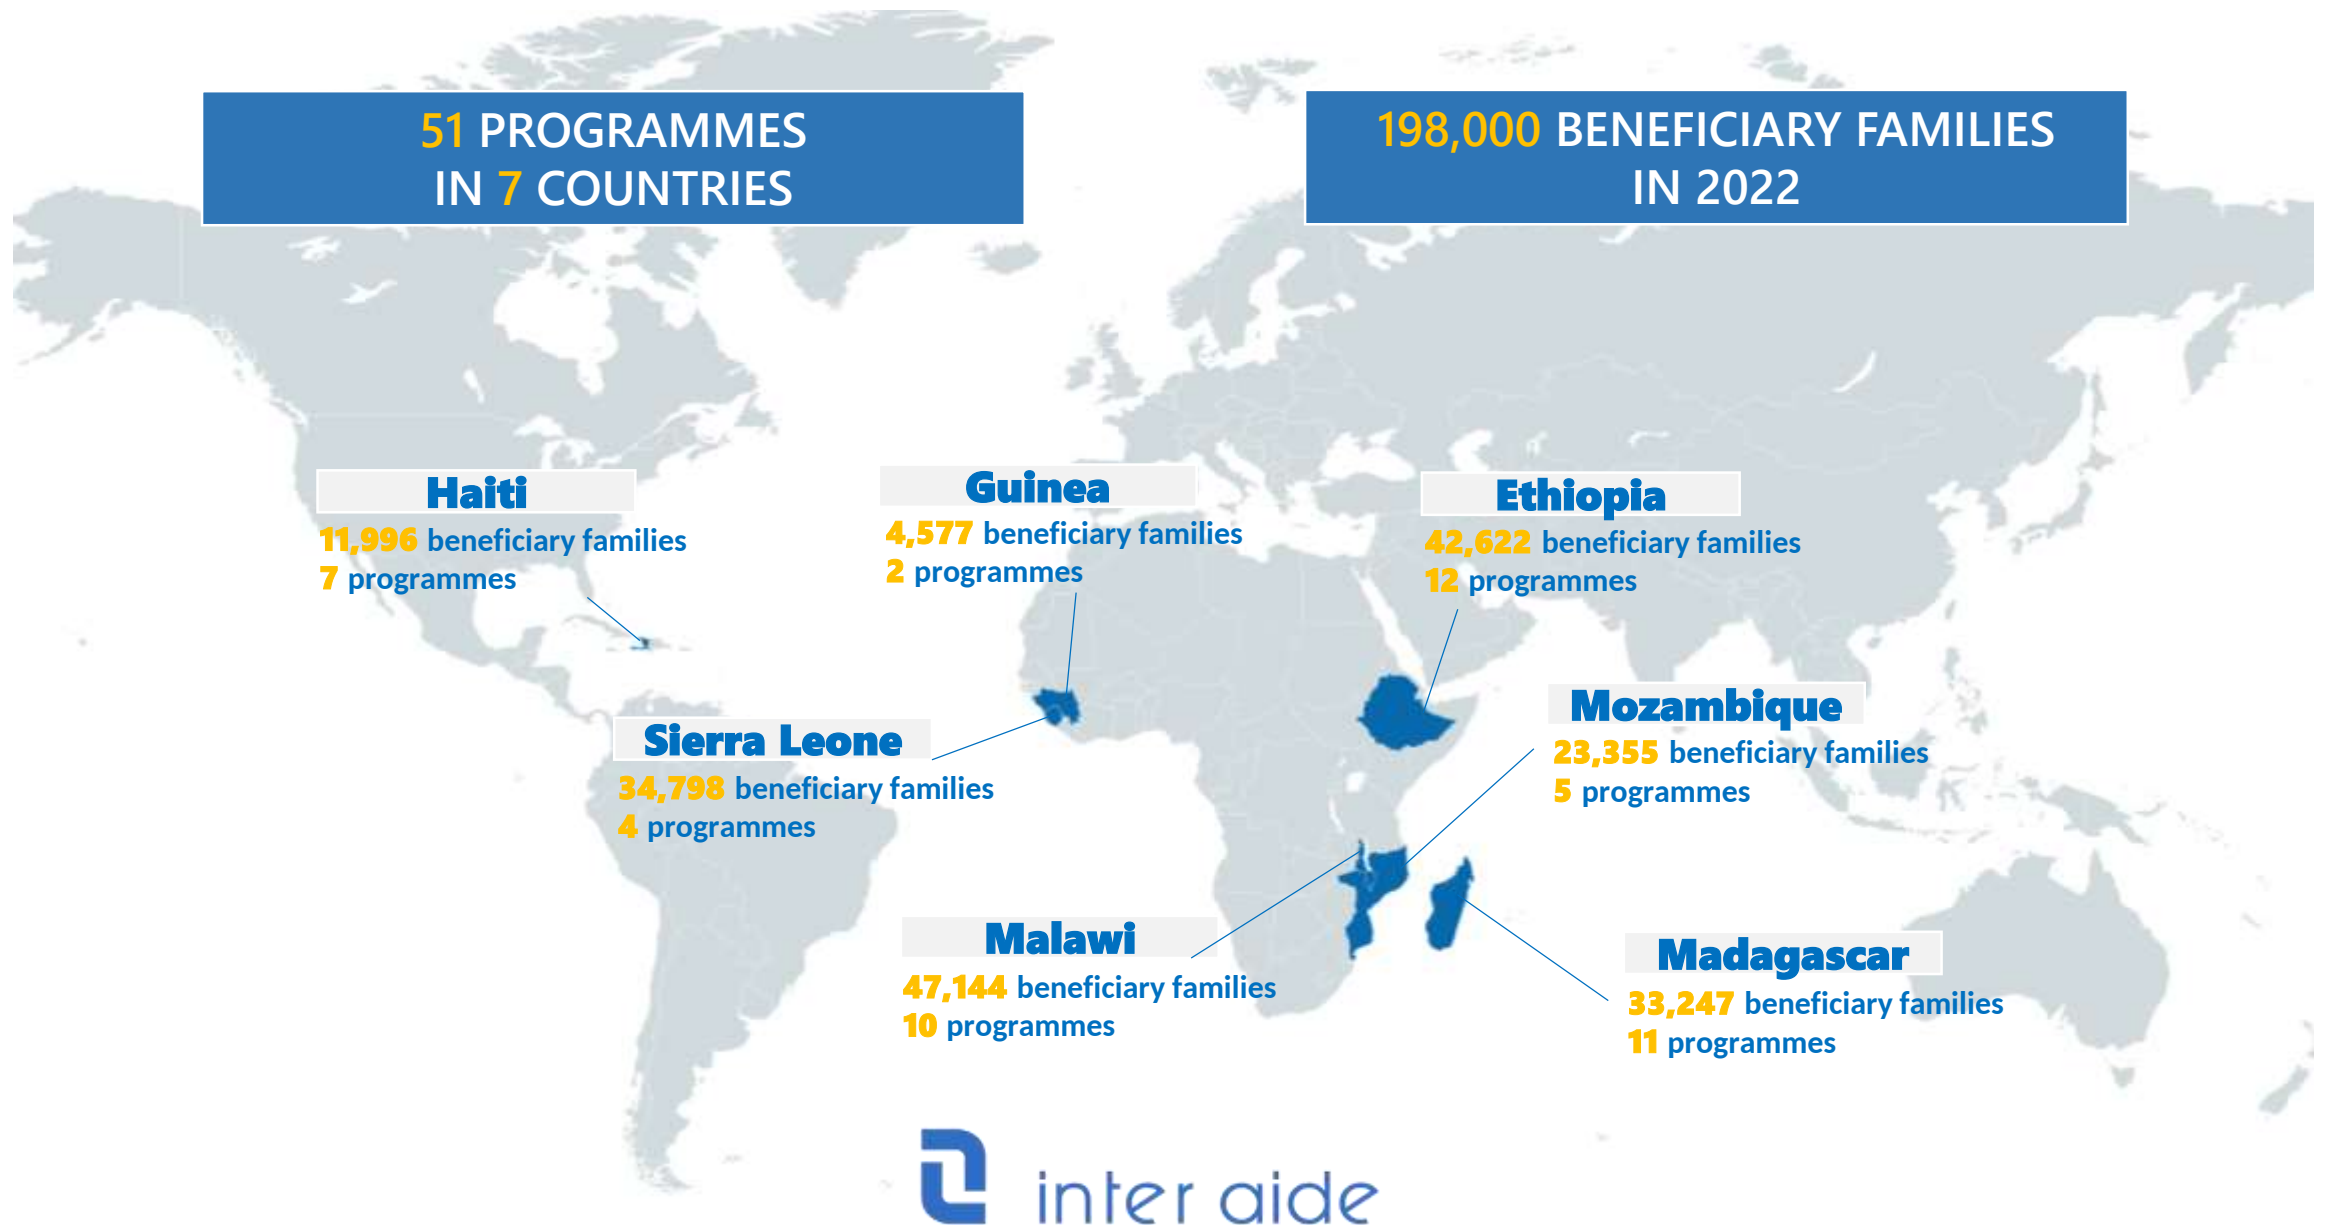 51 PROGRAMMES
IN 7 COUNTRIES
198,000 BENEFICIARY FAMILIES
IN 2022
Haiti
11,996 beneficiary families
7 programmes
Guinea
4,577 beneficiary families
2 programmes
Ethiopia
42,622 beneficiary families
12 programmes
Sierra Leone
34,798 beneficiary families
4 programmes
Mozambique
23,355 beneficiary families
5 programmes
Malawi
47,144 beneficiary families
10 programmes
Madagascar
33,247 beneficiary families
11 programmes
inter aide